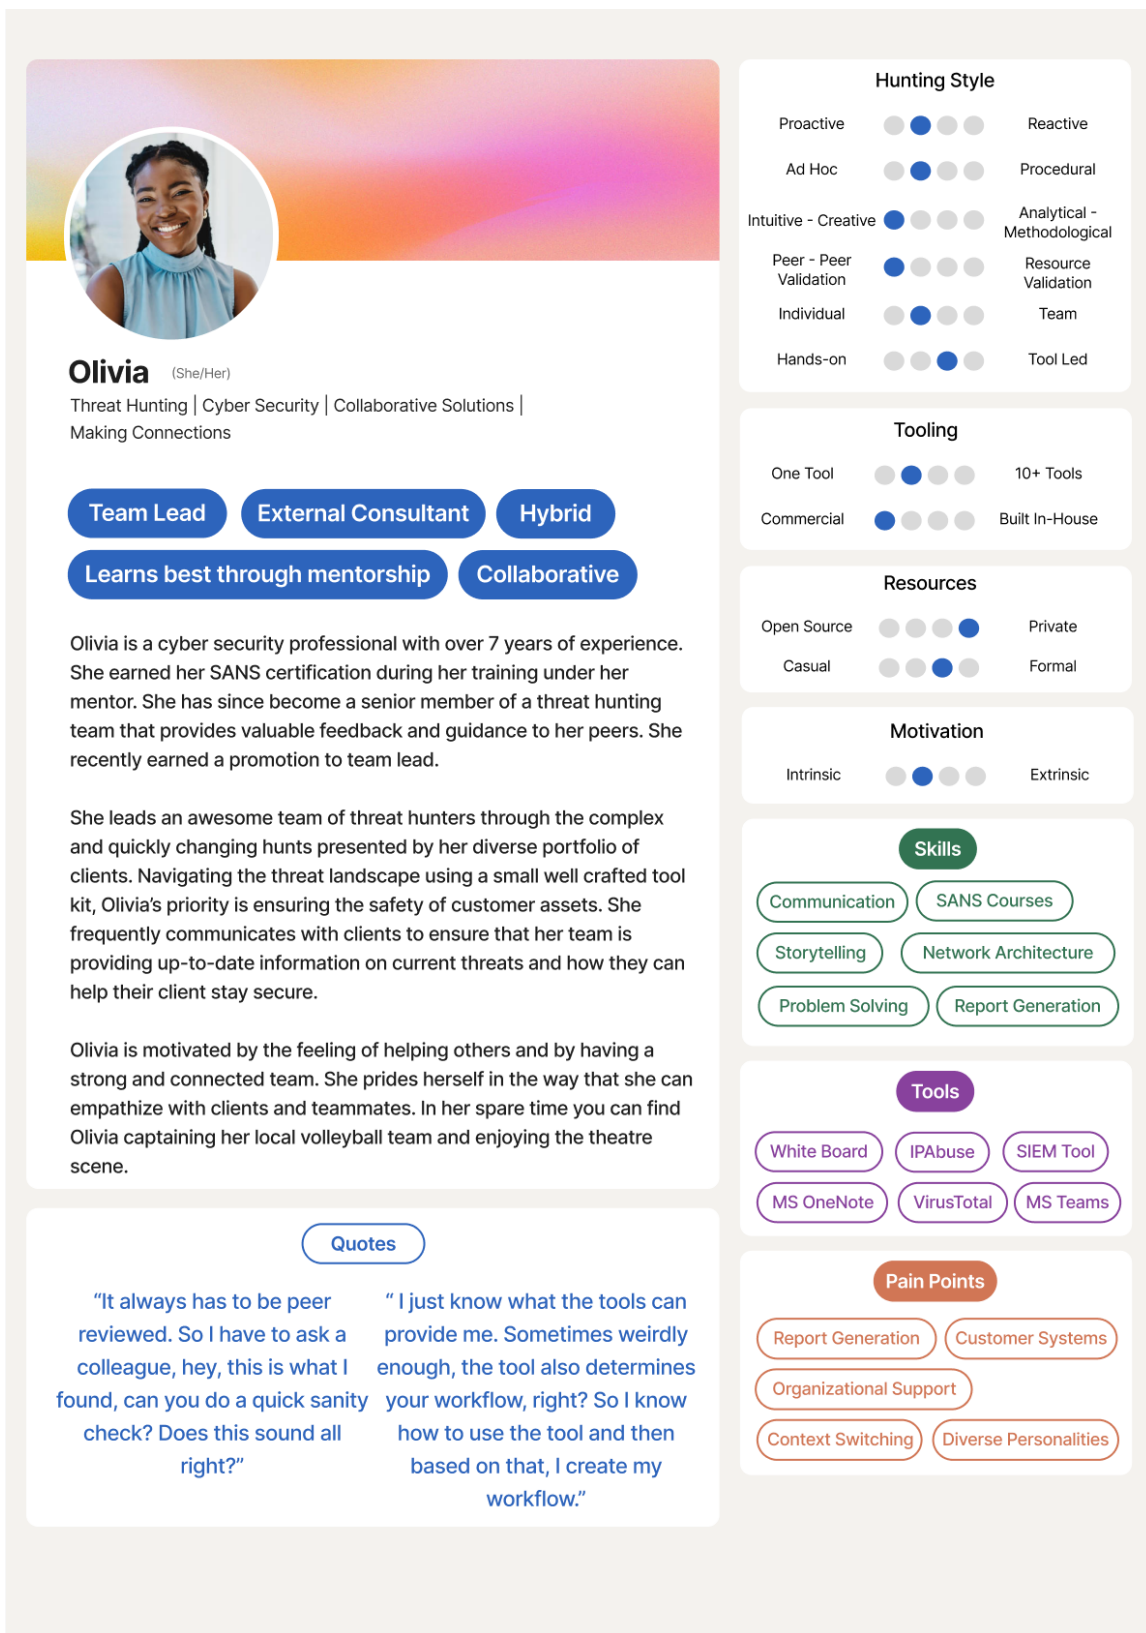 Olivia (She/Her)
Threat Hunting | Cyber Security | Collaborative Solutions |
Making Connections
Team Lead
External Consultant
Hybrid
Learns best through mentorship
Collaborative
Olivia is a cyber security professional with over 7 years of experience.
She earned her SANS certification during her training under her
mentor. She has since become a senior member of a threat hunting
team that provides valuable feedback and guidance to her peers. She
recently earned a promotion to team lead.
She leads an awesome team of threat hunters through the complex
and quickly changing hunts presented by her diverse portfolio of
clients. Navigating the threat landscape using a small well crafted tool
kit, Olivia’s priority is ensuring the safety of customer assets. She
frequently communicates with clients to ensure that her team is
providing up-to-date information on current threats and how they can
help their client stay secure.
Olivia is motivated by the feeling of helping others and by having a
strong and connected team. She prides herself in the way that she can
empathize with clients and teammates. In her spare time you can find
Olivia captaining her local volleyball team and enjoying the theatre
scene.
Quotes
“It always has to be peer
reviewed. So I have to ask a
colleague, hey, this is what I
found, can you do a quick sanity
check? Does this sound all
right?”
“ I just know what the tools can
provide me. Sometimes weirdly
enough, the tool also determines
your workflow, right? So I know
how to use the tool and then
based on that, I create my
workflow.”
Hunting Style
Proactive Reactive
Ad Hoc Procedural
Intuitive - Creative
Analytical -
Methodological
Peer - Peer
Validation
Resource
Validation
Individual Team
Hands-on Tool Led
Tooling
One Tool 10+ Tools
Commercial Built In-House
Resources
Open Source Private
Casual Formal
Motivation
Intrinsic Extrinsic
Skills
Communication SANS Courses
Storytelling Network Architecture
Problem Solving Report Generation
Tools
White Board IPAbuse SIEM Tool
MS OneNote VirusTotal MS Teams
Pain Points
Report Generation Customer Systems
Organizational Support
Context Switching Diverse Personalities